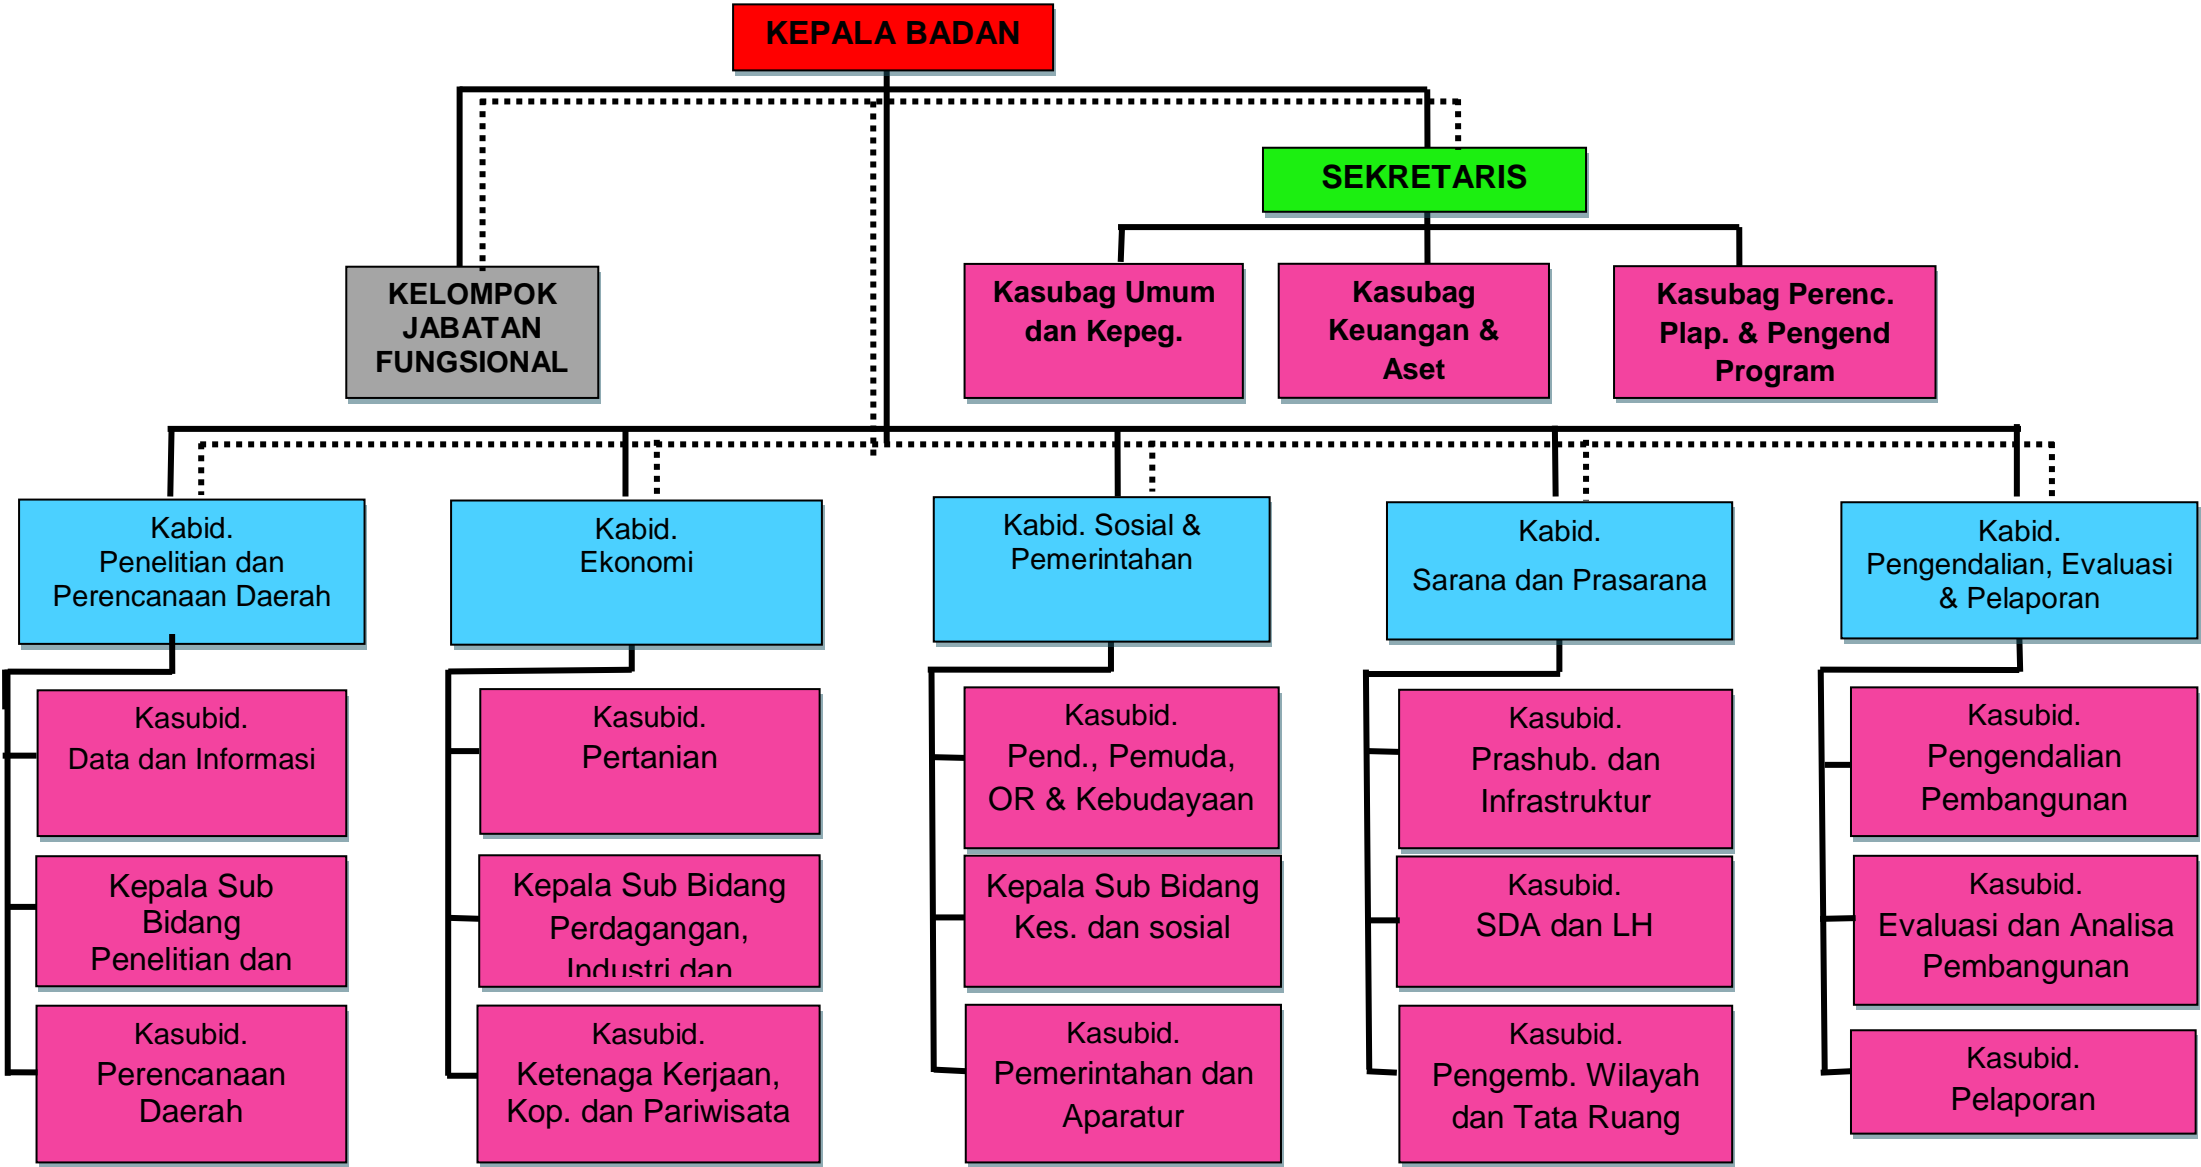 KEPALA BADAN
SEKRETARIS
KELOMPOK
JABATAN
FUNGSIONAL
Kasubag Umum
dan Kepeg.
Kasubag
Keuangan &
Aset
Kasubag Perenc.
Plap. & Pengend
Program
Kabid.
Penelitian dan
Perencanaan Daerah
Kabid.
Ekonomi
Kabid. Sosial &
Pemerintahan
Kabid.
Sarana dan Prasarana
Kabid.
Pengendalian, Evaluasi
& Pelaporan
Kasubid.
Data dan Informasi
Kasubid.
Pertanian
Kasubid.
Pend., Pemuda,
OR & Kebudayaan
Kasubid.
Prashub. dan
Infrastruktur
Kasubid.
Pengendalian
Pembangunan
Kepala Sub
Bidang
Penelitian dan
Kepala Sub Bidang
Perdagangan,
Industri dan
Kepala Sub Bidang
Kes. dan sosial
Kasubid.
SDA dan LH
Kasubid.
Evaluasi dan Analisa
Pembangunan
Kasubid.
Perencanaan
Daerah
Kasubid.
Ketenaga Kerjaan,
Kop. dan Pariwisata
Kasubid.
Pemerintahan dan
Aparatur
Kasubid.
Pengemb. Wilayah
dan Tata Ruang
Kasubid.
Pelaporan